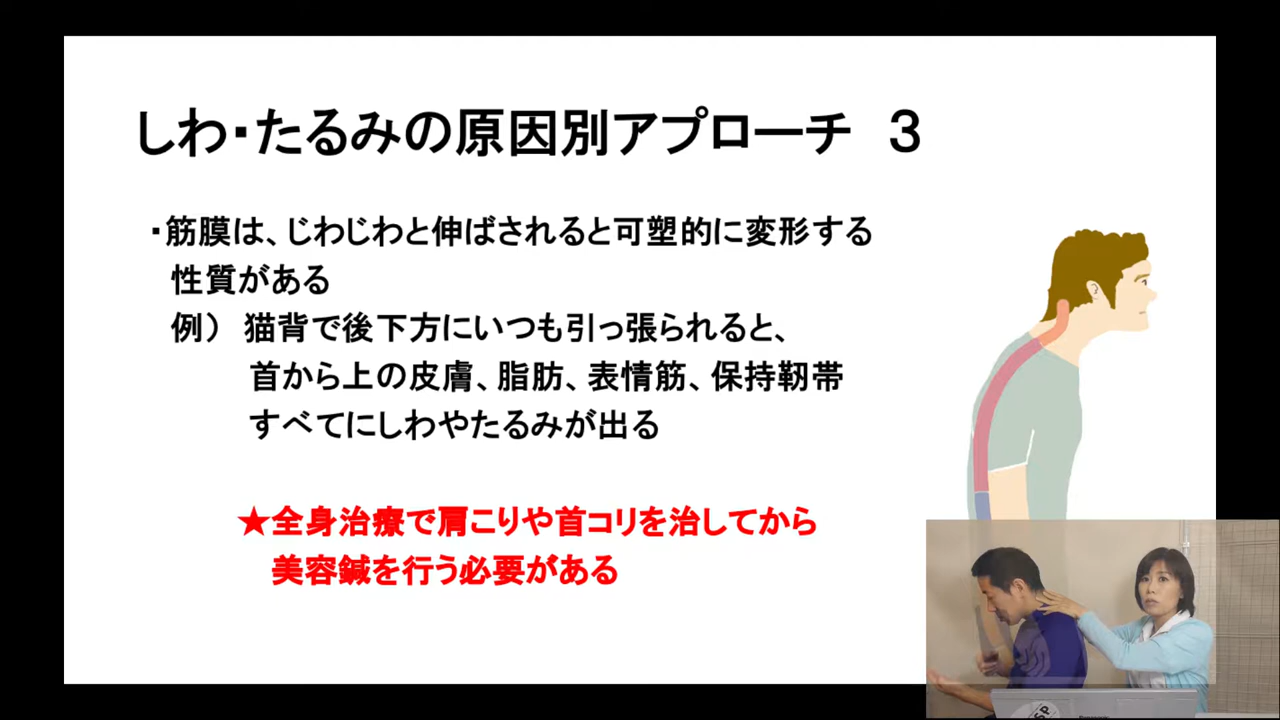 しわ・たるみの原因別アプローチ　３
・筋膜は、じわじわと伸ばされると可塑的に変形する
性質がある
例）　猫背で後下方にいつも引っ張られると、
首から上の皮膚、脂肪、表情筋、保持靭帯
すべてにしわやたるみが出る
★全身治療で肩こりや首コリを治してから
美容鍼を行う必要がある